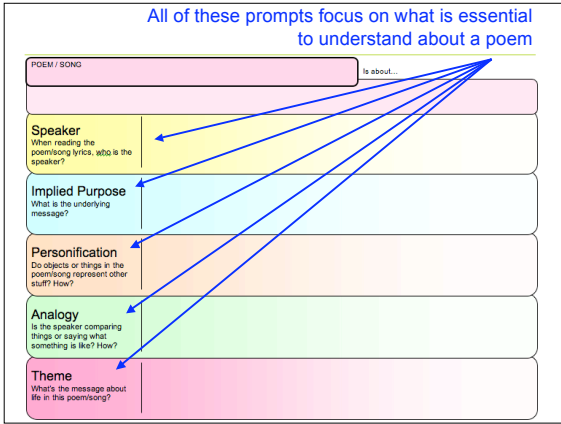 All of these prompts focus on what is essential
to understand about a poem
POEM / SONG
Is about...
Speaker
When reading the
poem/song lyrics, who is the
speaker?
Implied Purpose
What is the underlying
message?
Personification
Do objects or things in the
poem/song represent other
stuff? How?
Analogy
Is the speaker comparing
things or saying what
something is like? How?
Theme
What's the message about
life in this poem/song?